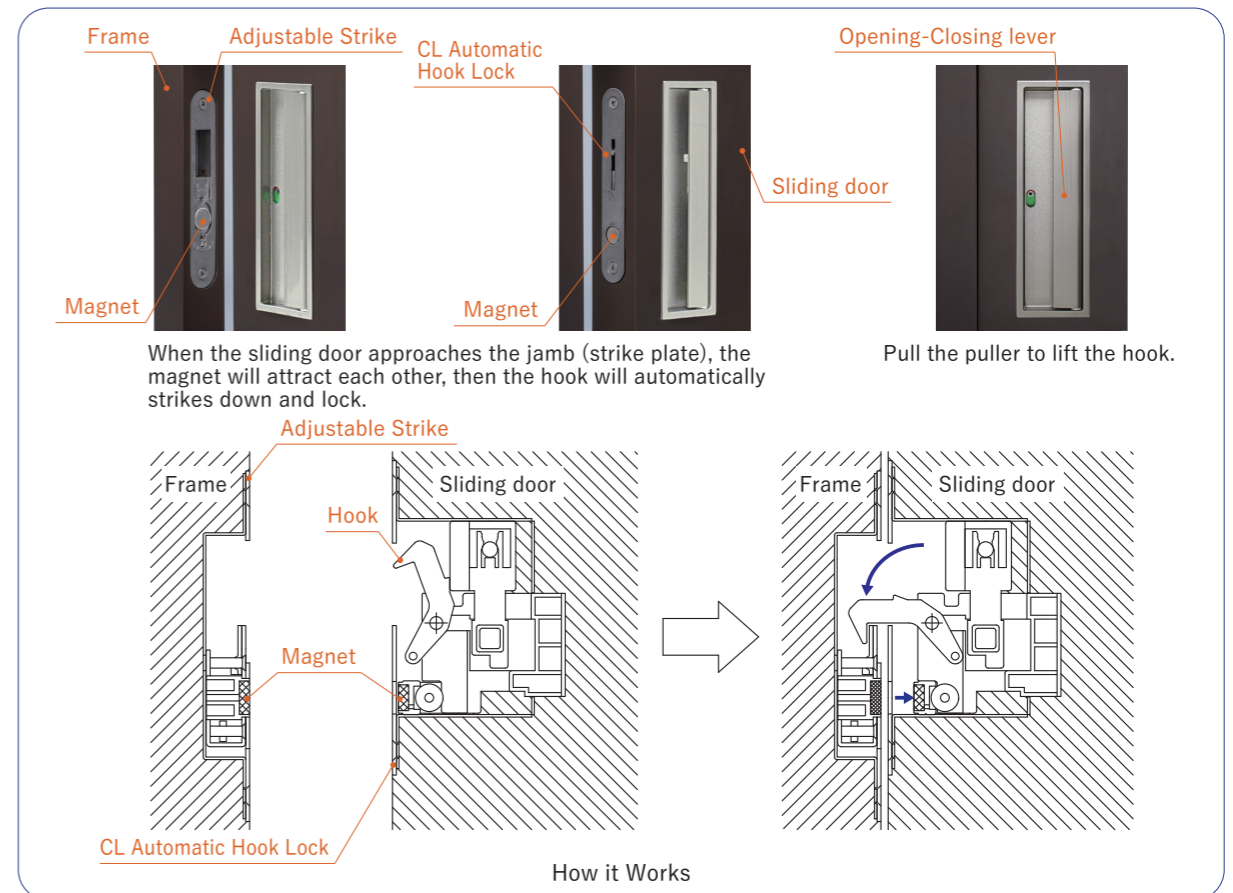 Frame
Adjustable Strike
CL Automatic
Hook Lock
Opening-Closing lever
Sliding door
Magnet
Magnet
When the sliding door approaches the jamb (strike plate), the
magnet will attract each other, then the hook will automatically
strikes down and lock.
Pull the puller to lift the hook.
Adjustable Strike
Frame
Sliding door
Hook
Magnet
CL Automatic Hook Lock
Frame
Sliding door
How it Works